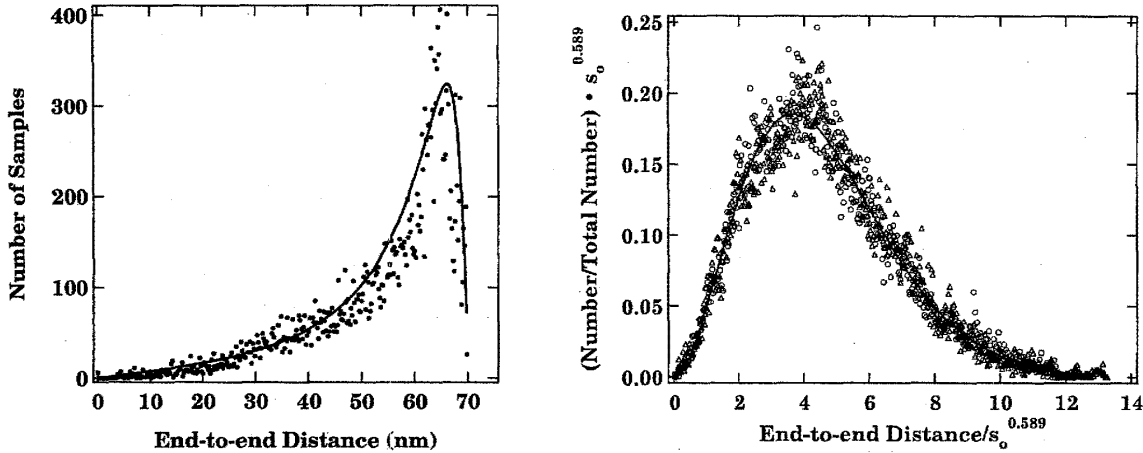 400
300
200
100
0
Number of Samples
0 10 20 30 40 50 60 70
End-to-end Distance (nm)
0.25
0.20
0.15
0.10
0.05
0.00
(Number/Total Number) • s_o^0.589
0 2 4 6 8 10 12 14
End-to-end Distance/s_o^0.589